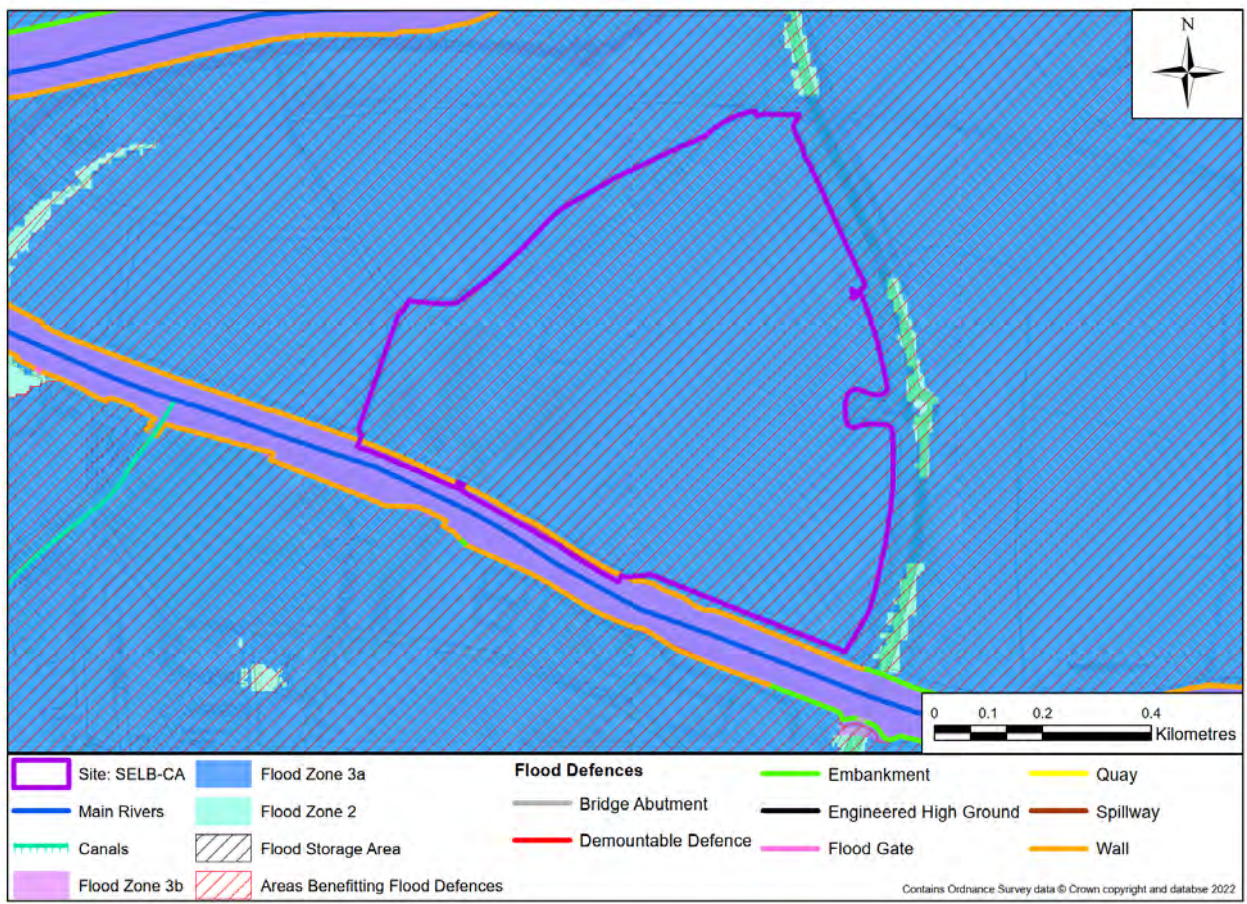 N
0 0.1 0.2 0.4
Kilometres
Site: SELB-CA
Main Rivers
Canals
Flood Zone 3b
Flood Zone 3a
Flood Zone 2
Flood Storage Area
Areas Benefitting Flood Defences
Flood Defences
Bridge Abutment
Demountable Defence
Embankment
Engineered High Ground
Flood Gate
Quay
Spillway
Wall
Contains Ordnance Survey data © Crown copyright and databse 2022